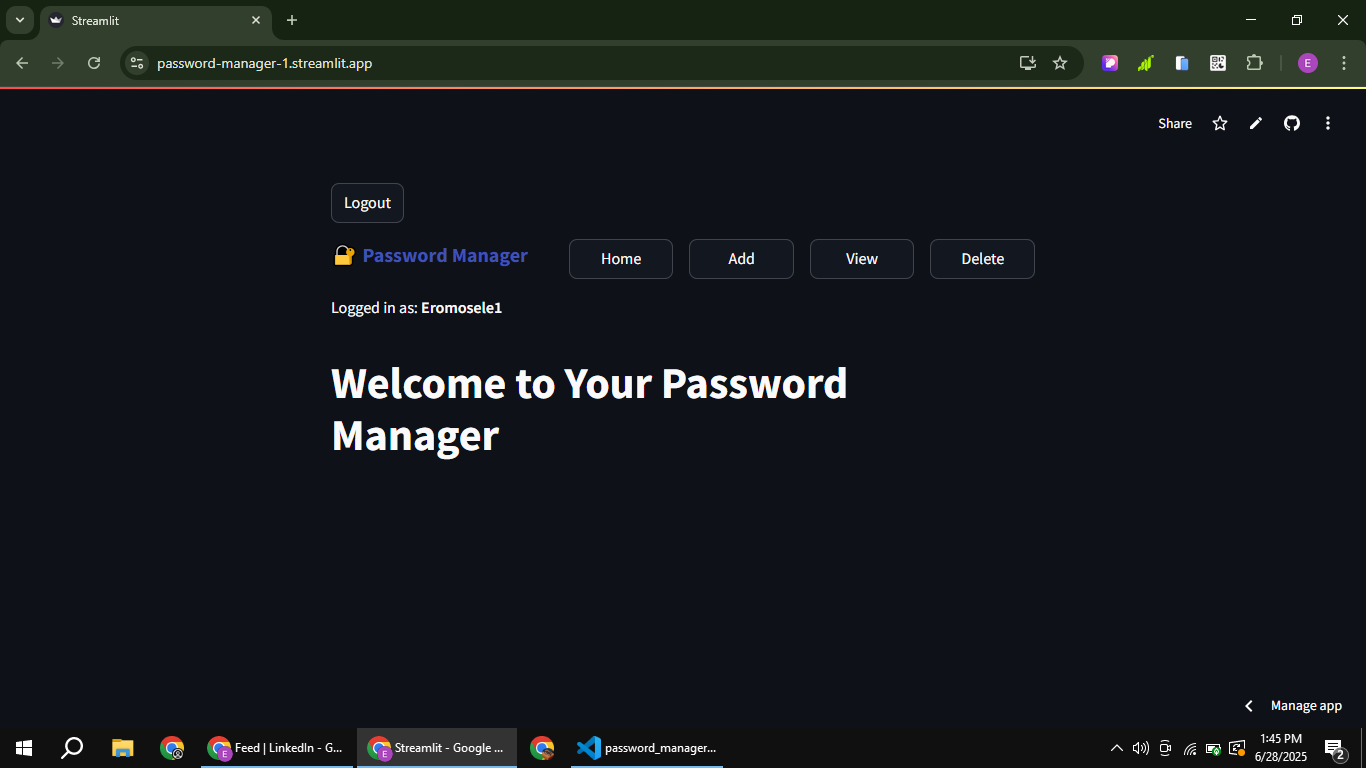 Streamlit
password-manager-1.streamlit.app
E
Share
Logout
Password Manager
Home
Add
View
Delete
Logged in as: Eromosele1
Welcome to Your Password
Manager
Manage app
E
Feed | LinkedIn - G...
E
Streamlit - Google ...
password_manager...
1:45 PM
6/28/2025
2